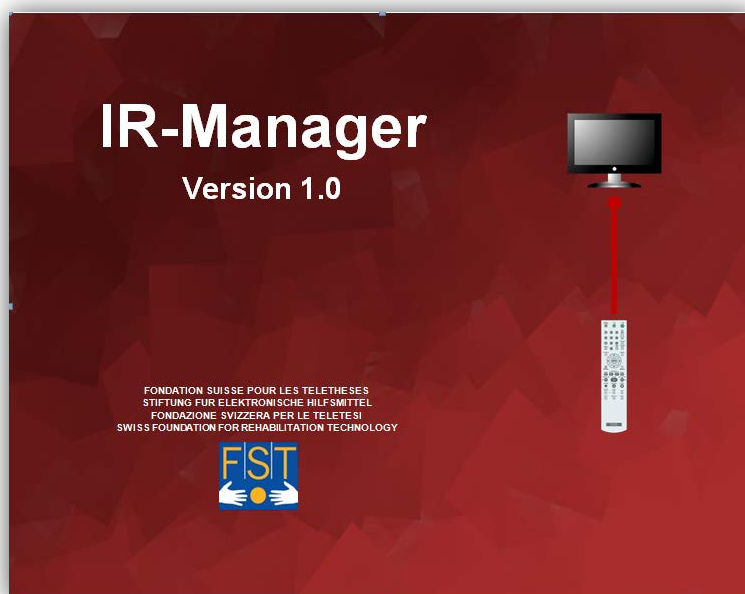 IR-Manager
Version 1.0
FONDATION SUISSE POUR LES TELETHESES
STIFTUNG FUR ELEKTRONISCHE HILFSMITTEL
FONDAZIONE SVIZZERA PER LE TELETESI
SWISS FOUNDATION FOR REHABILITATION TECHNOLOGY
FST